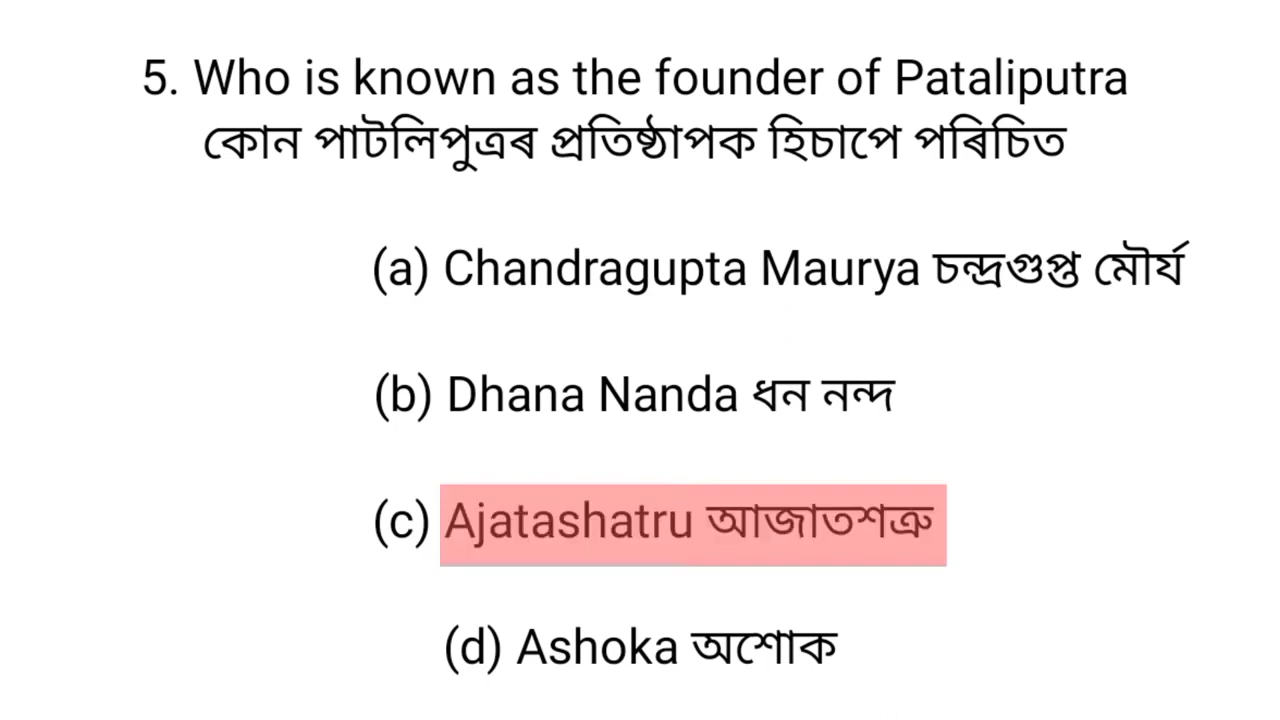 5. Who is known as the founder of Pataliputra
কোন পাটলিপুত্ৰৰ প্ৰতিষ্ঠাপক হিচাপে পৰিচিত
(a) Chandragupta Maurya চন্দ্ৰগুপ্ত মৌৰ্য
(b) Dhana Nanda ধন নন্দ
(c) Ajatashatru আজাতশত্ৰু
(d) Ashoka অশোক